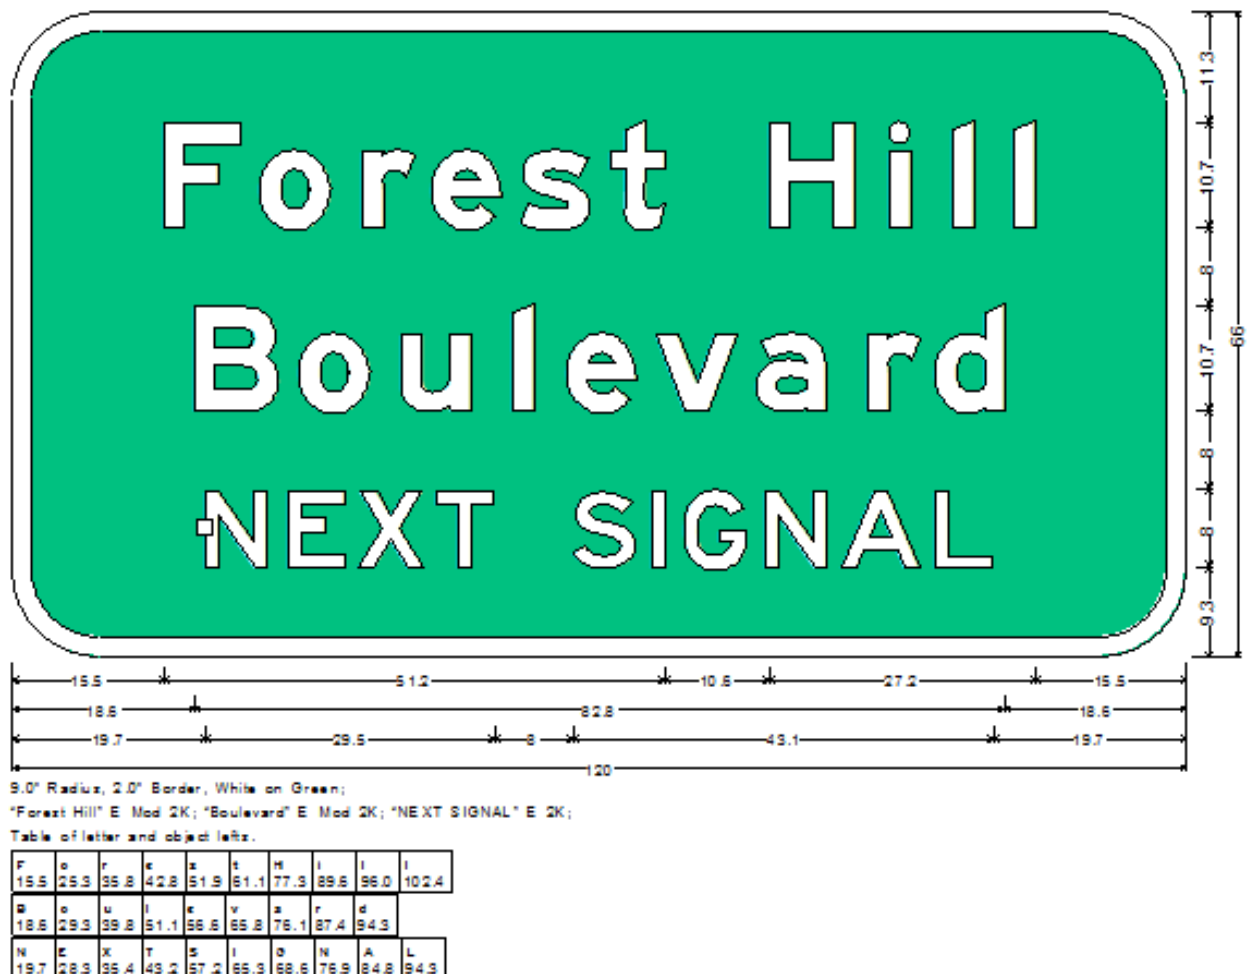 Forest Hill
Boulevard
NEXT SIGNAL
11.3
10.7
8
10.7
8
8
9.3
66
15.5 51.2 10.6 27.2 15.5
18.6 82.8 18.6
19.7 29.5 8 43.1 19.7
120
9.0" Radius, 2.0" Border, White on Green;
"Forest Hill" E Mod 2K; "Boulevard" E Mod 2K; "NEXT SIGNAL" E 2K;
Table of letter and object lefts.
F o r e s t H i l l
15.5 25.3 35.8 42.8 51.9 61.1 77.3 89.6 96.0 102.4
B o u l e v a r d
18.6 29.3 39.8 51.1 56.6 65.8 76.1 87.4 94.3
N E X T S I G N A L
19.7 28.3 35.4 43.2 57.2 65.3 68.6 76.9 84.8 94.3